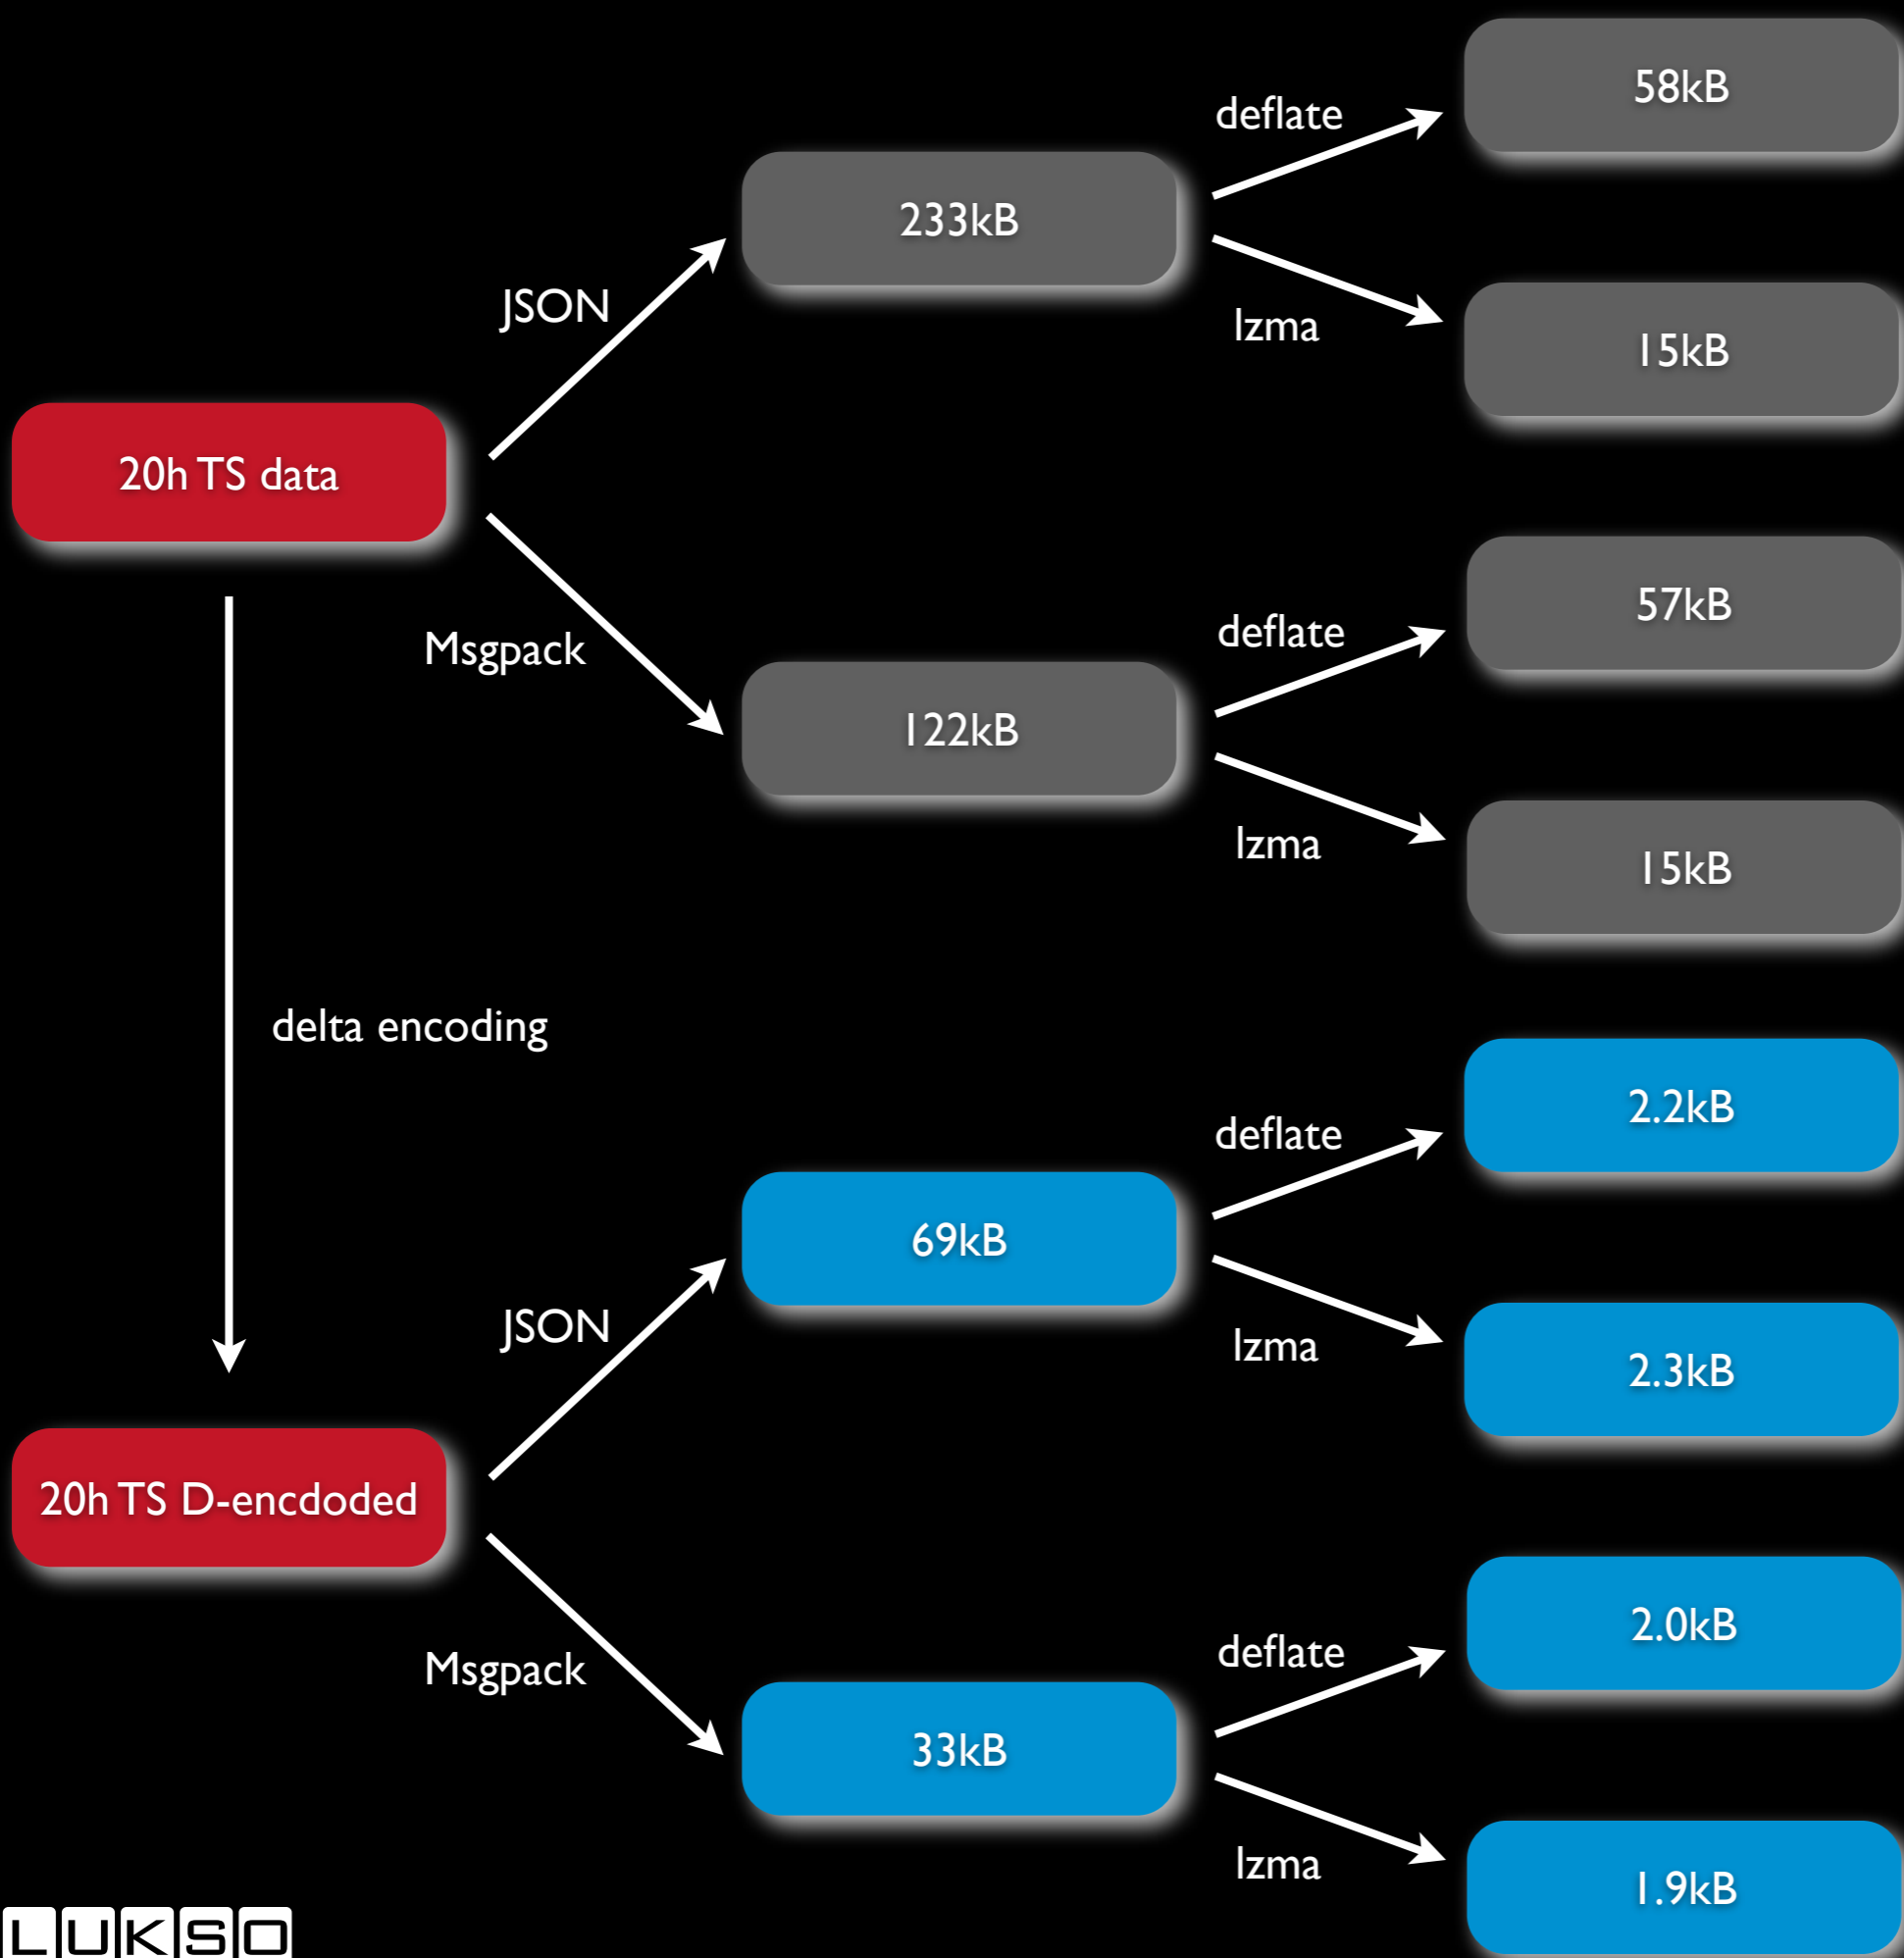 58kB
deflate
233kB
JSON
lzma
15kB
20h TS data
57kB
deflate
Msgpack
122kB
lzma
15kB
delta encoding
2.2kB
deflate
69kB
JSON
lzma
2.3kB
20h TS D-encdoded
2.0kB
deflate
Msgpack
33kB
lzma
1.9kB
LUKSO